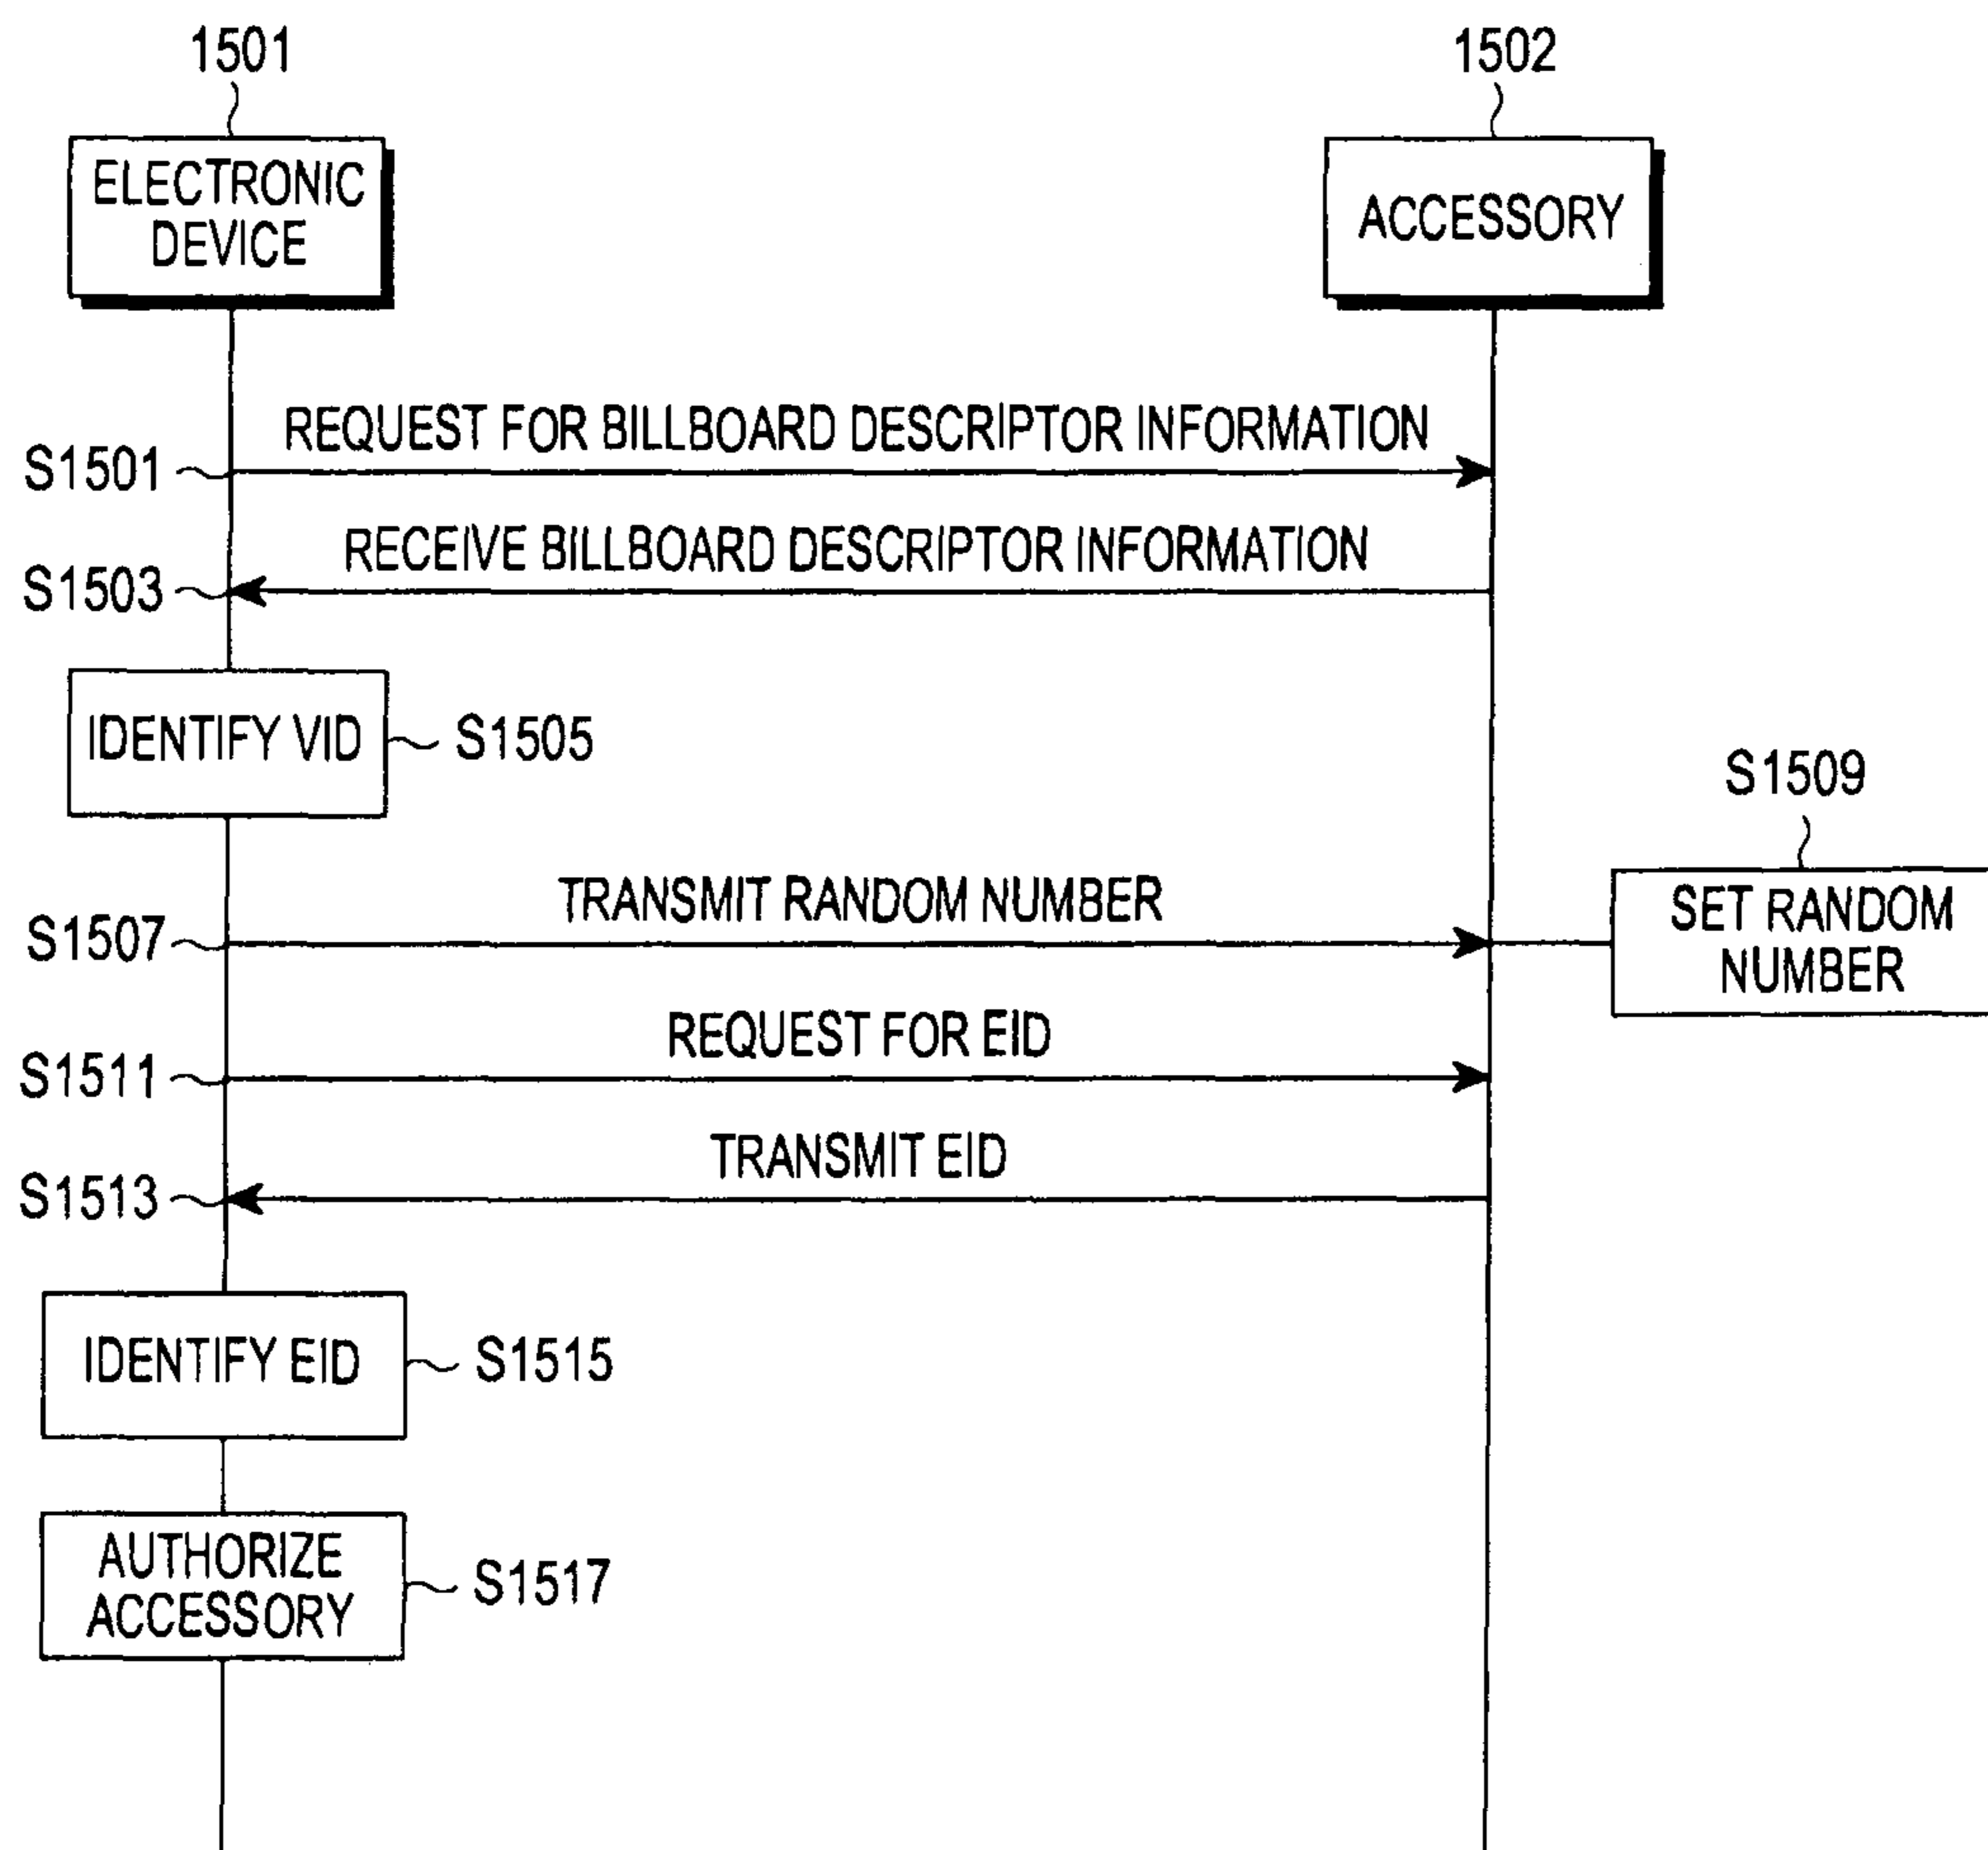 1501
1502
ELECTRONIC
DEVICE
ACCESSORY
REQUEST FOR BILLBOARD DESCRIPTOR INFORMATION
S1501
RECEIVE BILLBOARD DESCRIPTOR INFORMATION
S1503
IDENTIFY VID
S1505
S1509
TRANSMIT RANDOM NUMBER
S1507
SET RANDOM
NUMBER
REQUEST FOR EID
S1511
TRANSMIT EID
S1513
IDENTIFY EID
S1515
AUTHORIZE
ACCESSORY
S1517